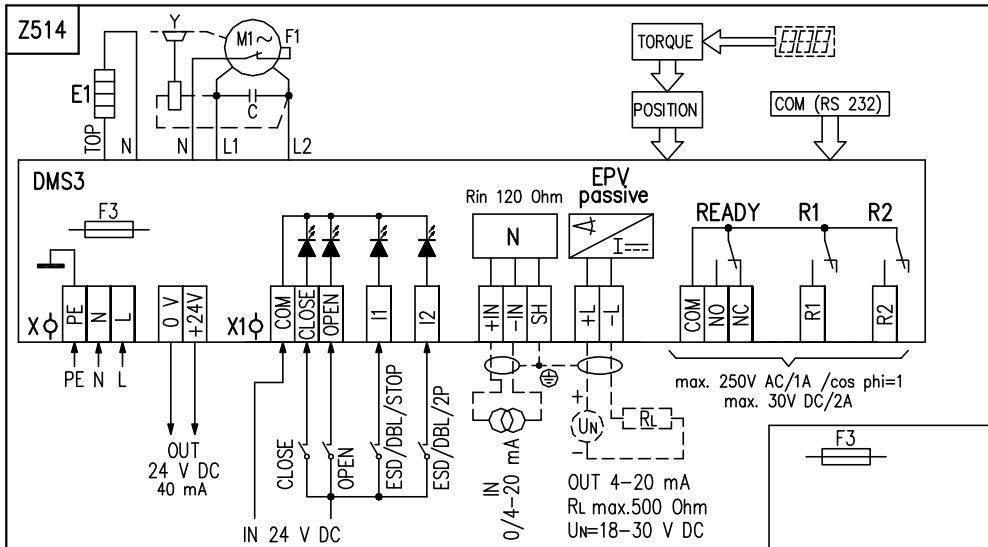 Z514
Y
M1~
F1
E1
C
TOP
N
N
L1
L2
TORQUE
POSITION
COM (RS 232)
DMS3
F3
Rin 120 Ohm
EPV
passive
N
I
READY
R1
R2
X
PE
N
L
0 V
+24V
X1
COM
CLOSE
OPEN
I1
I2
+IN
-IN
SH
+L
-L
COM
NO
NC
R1
R2
PE N L
OUT
24 V DC
40 mA
CLOSE
OPEN
ESD/DBL/STOP
ESD/DBL/2P
IN 24 V DC
IN
0/4-20 mA
+
UN
-
RL
OUT 4-20 mA
RL max.500 Ohm
UN=18-30 V DC
max. 250V AC/1A /cos phi=1
max. 30V DC/2A
F3